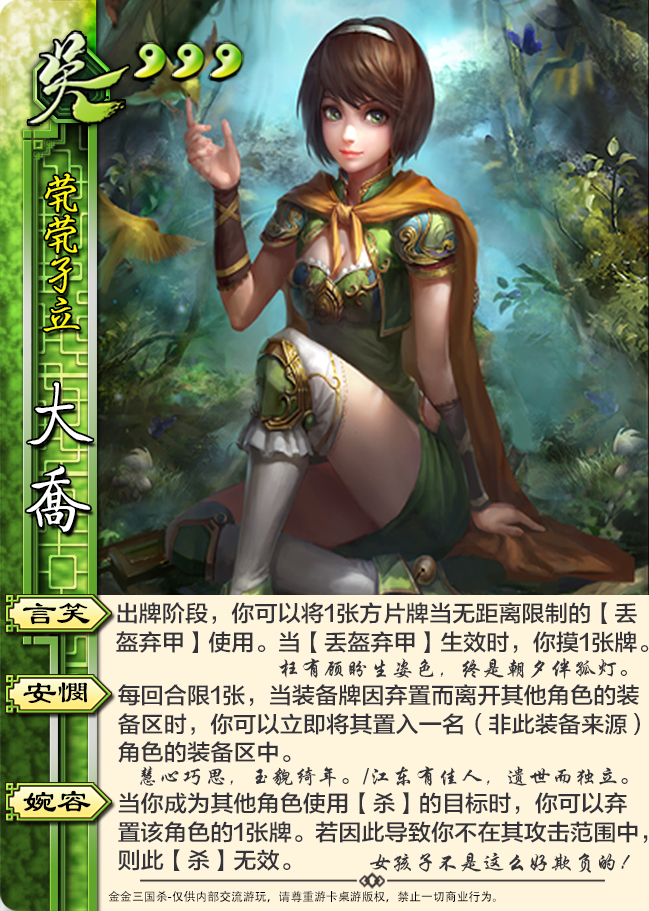 吴 999
茕茕孑立
大喬
言笑
出牌阶段，你可以将1张方片牌当无距离限制的【丢
盔弃甲】使用。当【丢盔弃甲】生效时，你摸1张牌。
枉有顾盼生姿色，终是朝夕伴孤灯。
安憫
每回合限1张，当装备牌因弃置而离开其他角色的装
备区时，你可以立即将其置入一名（非此装备来源）
角色的装备区中。
慧心巧思，玉貌绮年。/江东有佳人，遗世而独立。
婉容
当你成为其他角色使用【杀】的目标时，你可以弃
置该角色的1张牌。若因此导致你不在其攻击范围中，
则此【杀】无效。
女孩子不是这么好欺负的！
金金三国杀-仅供内部交流游玩，请尊重游卡桌游版权，禁止一切商业行为。